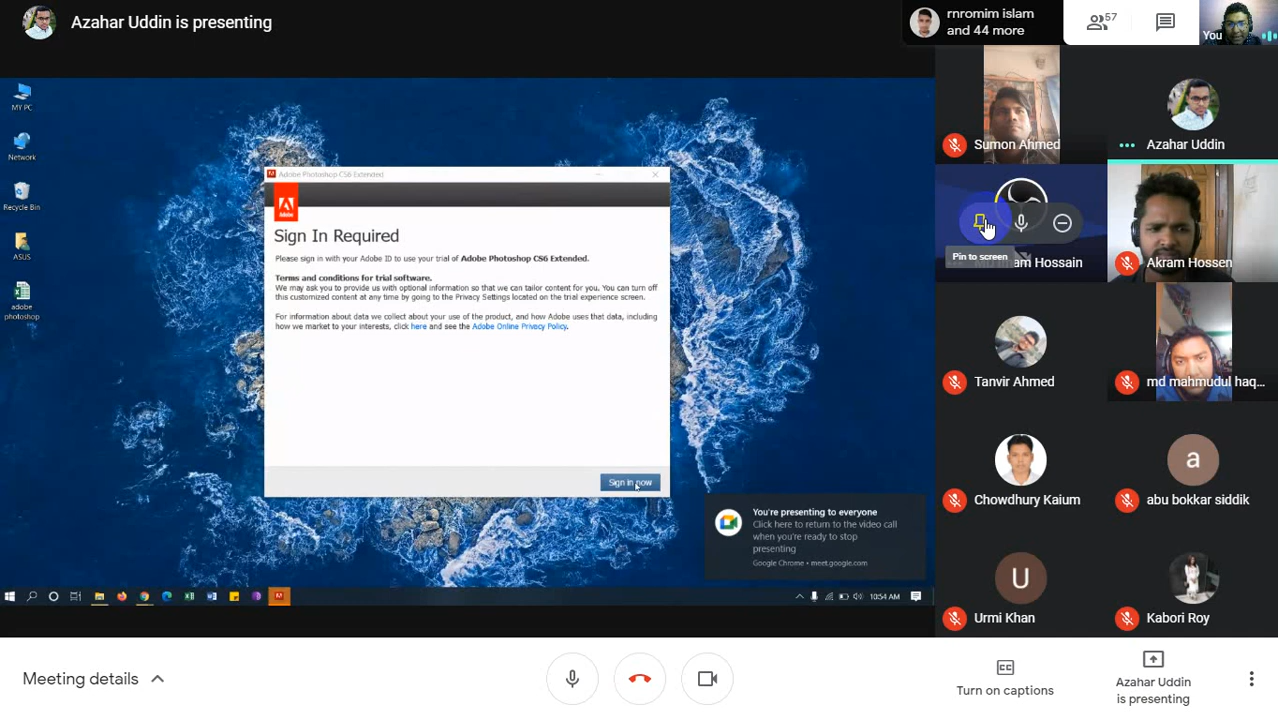 Azahar Uddin is presenting
rnromim islam
and 44 more
57
You
MY PC
Network
Recycle Bin
ASUS
adobe
photoshop
Adobe Photoshop CS6 Extended
Sign In Required
Please sign in with your Adobe ID to use your trial of Adobe Photoshop CS6 Extended.
Terms and conditions for trial software.
We may ask you to provide us with optional information so that we can tailor content for you. You can turn off
this customized content at any time by going to the Privacy Settings located on the trial experience screen.
For information about data we collect about your use of the product, and how Adobe uses that data, including
how we market to your interests, click here and see the Adobe Online Privacy Policy.
Sign in now
You're presenting to everyone
Click here to return to the video call
when you're ready to stop
presenting
Google Chrome • meet.google.com
10:54 AM
Sumon Ahmed
Azahar Uddin
Pin to screen
Hossain
Akram Hossen
Tanvir Ahmed
md mahmudul haq...
Chowdhury Kaium
a
abu bokkar siddik
U
Urmi Khan
Kabori Roy
Meeting details
Turn on captions
Azahar Uddin
is presenting